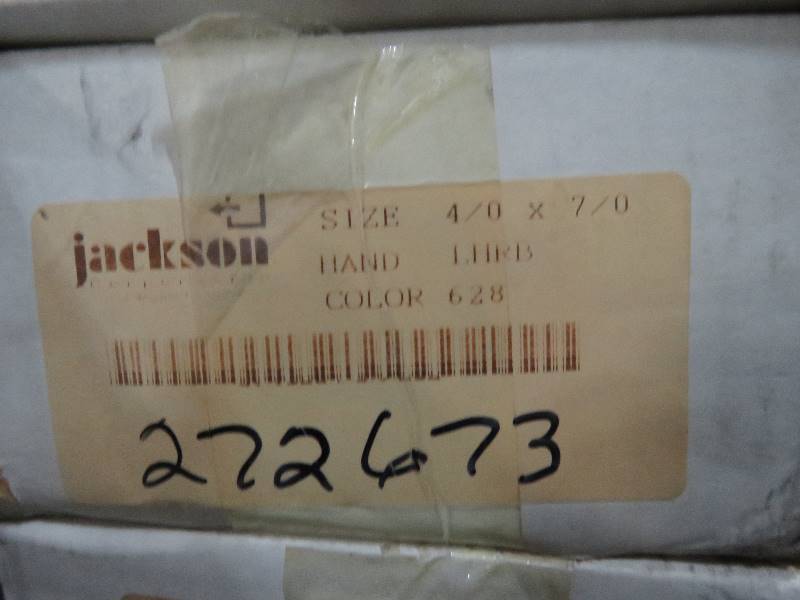 jackson
SIZE 4/0 x 7/0
HAND LHRB
COLOR 628
272673